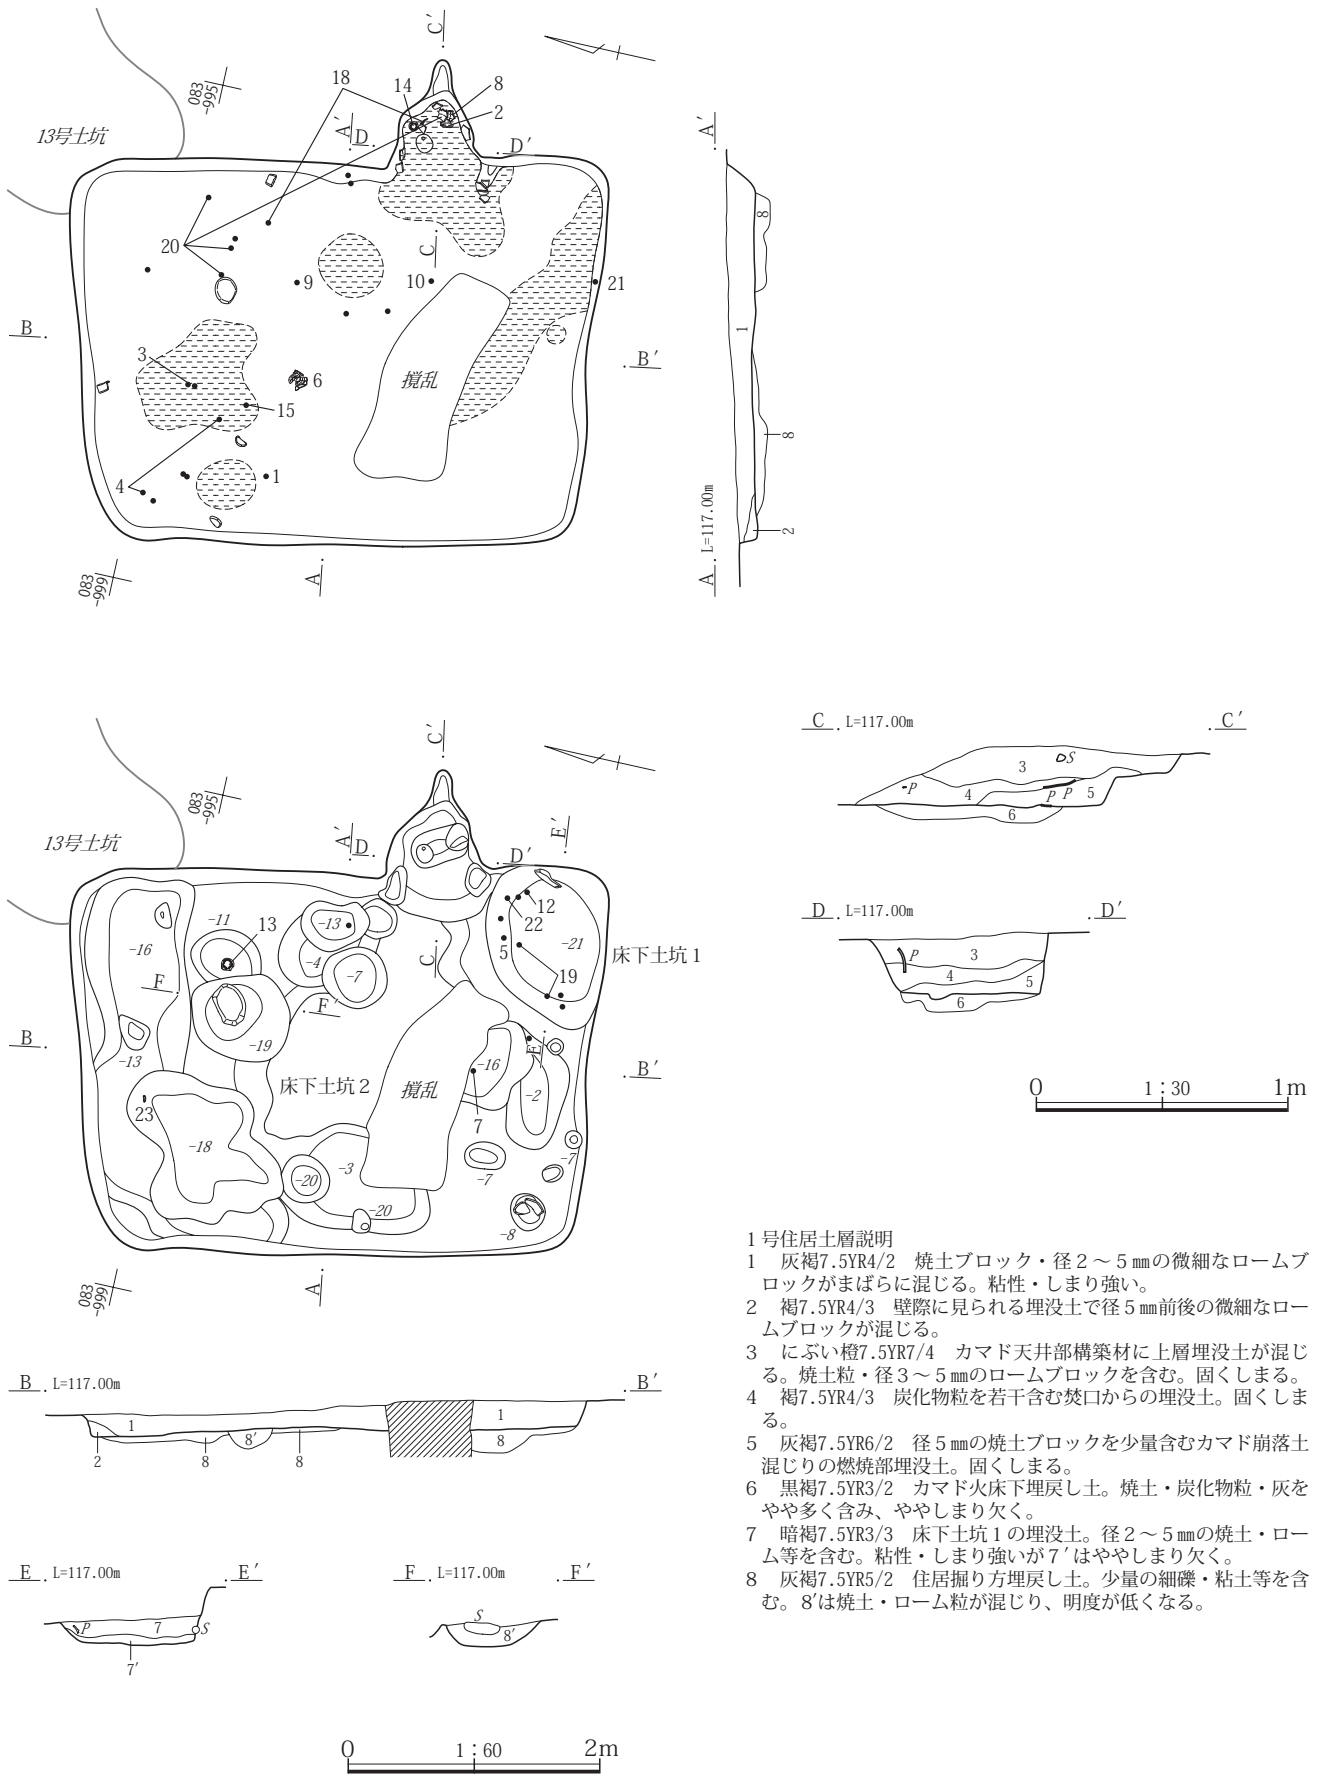 C′
083
-995
18
14
8
2
A′
D
D′
13号土坑
20
C
9
10
21
B
B′
3
6
撹乱
15
4
1
083
-999
A
A′
8
1
8
2
A
L=117.00m
C′
083
-995
A′
D
D′
E′
13号土坑
-11
13
-13
12
22
-16
-4
5
-21
床下土坑1
C
-7
19
F
F′
B
-19
E
B′
-13
床下土坑2
撹乱
-16
-2
23
7
-18
-3
-20
-7
-7
-20
-8
083
-999
A
C
L=117.00m
C′
3
S
P
4
P
P
5
6
D
L=117.00m
D′
P
3
4
5
6
0
1:30
1m
B
L=117.00m
B′
1
1
8′
8
2
8
8
E
L=117.00m
E′
P
7
S
7′
F
L=117.00m
F′
S
8′
0
1:60
2m
1号住居土層説明
1 灰褐7.5YR4/2 焼土ブロック・径2～5㎜の微細なロームブ
ロックがまばらに混じる。粘性・しまり強い。
2 褐7.5YR4/3 壁際に見られる埋没土で径5㎜前後の微細なロー
ムブロックが混じる。
3 にぶい橙7.5YR7/4 カマド天井部構築材に上層埋没土が混じ
る。焼土粒・径3～5㎜のロームブロックを含む。固くしまる。
4 褐7.5YR4/3 炭化物粒を若干含む焚口からの埋没土。固くしま
る。
5 灰褐7.5YR6/2 径5㎜の焼土ブロックを少量含むカマド崩落土
混じりの燃焼部埋没土。固くしまる。
6 黒褐7.5YR3/2 カマド火床下埋戻し土。焼土・炭化物粒・灰を
やや多く含み、ややしまり欠く。
7 暗褐7.5YR3/3 床下土坑1の埋没土。径2～5㎜の焼土・ロー
ム等を含む。粘性・しまり強いが7′はややしまり欠く。
8 灰褐7.5YR5/2 住居掘り方埋戻し土。少量の細礫・粘土等を含
む。8′は焼土・ローム粒が混じり、明度が低くなる。